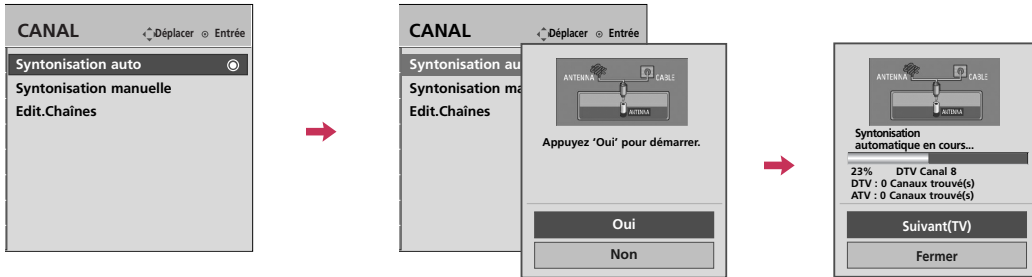 CANAL
Déplacer Entrée
Syntonisation auto
Syntonisation manuelle
Edit.Chaînes
CANAL
Déplacer Entrée
Syntonisation au
Syntonisation ma
Edit.Chaînes
ANTENNA
CABLE
ANTENNA
Appuyez ‘Oui’ pour démarrer.
Oui
Non
ANTENNA
CABLE
ANTENNA
Syntonisation
automatique en cours...
23% DTV Canal 8
DTV : 0 Canaux trouvé(s)
ATV : 0 Canaux trouvé(s)
Suivant(TV)
Fermer